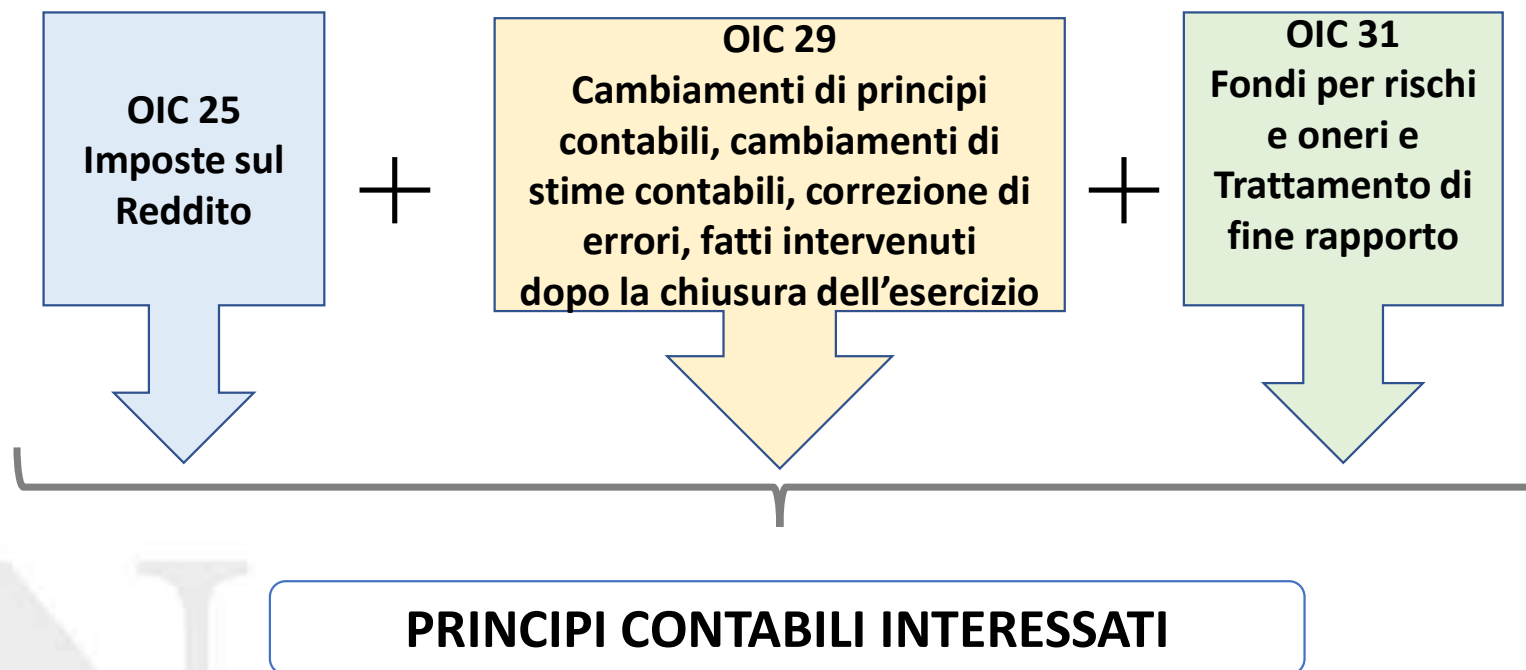 OIC 25
Imposte sul
Reddito
OIC 29
Cambiamenti di principi
contabili, cambiamenti di
stime contabili, correzione di
errori, fatti intervenuti
dopo la chiusura dell’esercizio
OIC 31
Fondi per rischi
e oneri e
Trattamento di
fine rapporto
PRINCIPI CONTABILI INTERESSATI